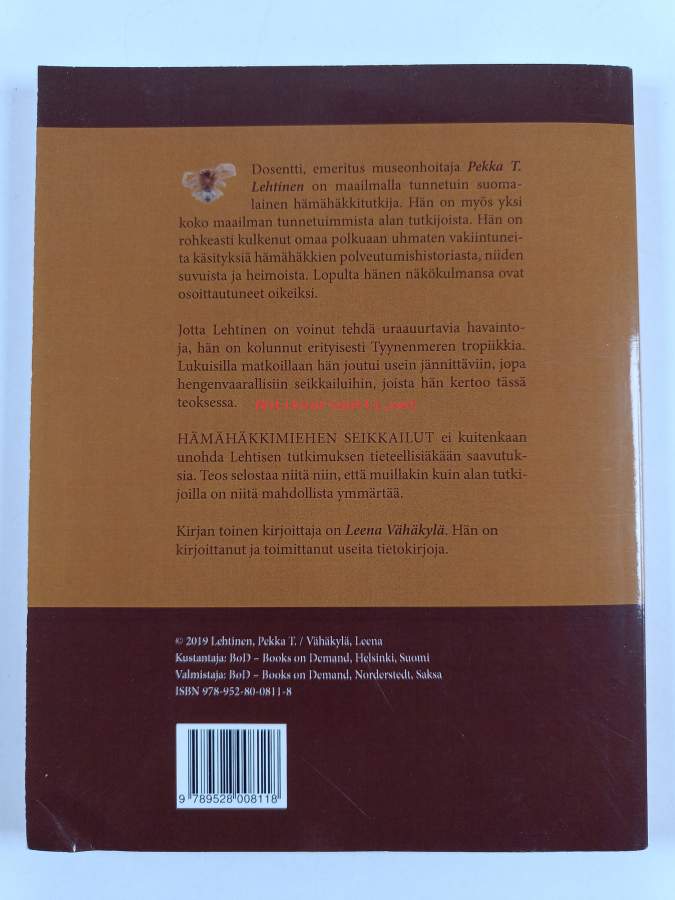 Dosentti, emeritus museonhoitaja Pekka T.
Lehtinen on maailmalla tunnetuin suoma-
lainen hämähäkkitutkija. Hän on myös yksi
koko maailman tunnetuimmista alan tutkijoista. Hän on
rohkeasti kulkenut omaa polkuaan uhmaten vakiintunei-
ta käsityksiä hämähäkkien polveutumishistoriasta, niiden
suvuista ja heimoista. Lopulta hänen näkökulmansa ovat
osoittautuneet oikeiksi.
Jotta Lehtinen on voinut tehdä uraauurtavia havainto-
ja, hän on kolunnut erityisesti Tyynenmeren tropiikkia.
Lukuisilla matkoillaan hän joutui usein jännittäviin, jopa
hengenvaarallisiin seikkailuihin, joista hän kertoo tässä
teoksessa.
HÄMÄHÄKKIMIEHEN SEIKKAILUT ei kuitenkaan
unohda Lehtisen tutkimuksen tieteellisiäkään saavutuk-
sia. Teos selostaa niitä niin, että muillakin kuin alan tutki-
joilla on niitä mahdollista ymmärtää.
Kirjan toinen kirjoittaja on Leena Vähäkylä. Hän on
kirjoittanut ja toimittanut useita tietokirjoja.
© 2019 Lehtinen, Pekka T. / Vähäkylä, Leena
Kustantaja: BoD – Books on Demand, Helsinki, Suomi
Valmistaja: BoD – Books on Demand, Norderstedt, Saksa
ISBN 978-952-80-0811-8
9 789528 008118